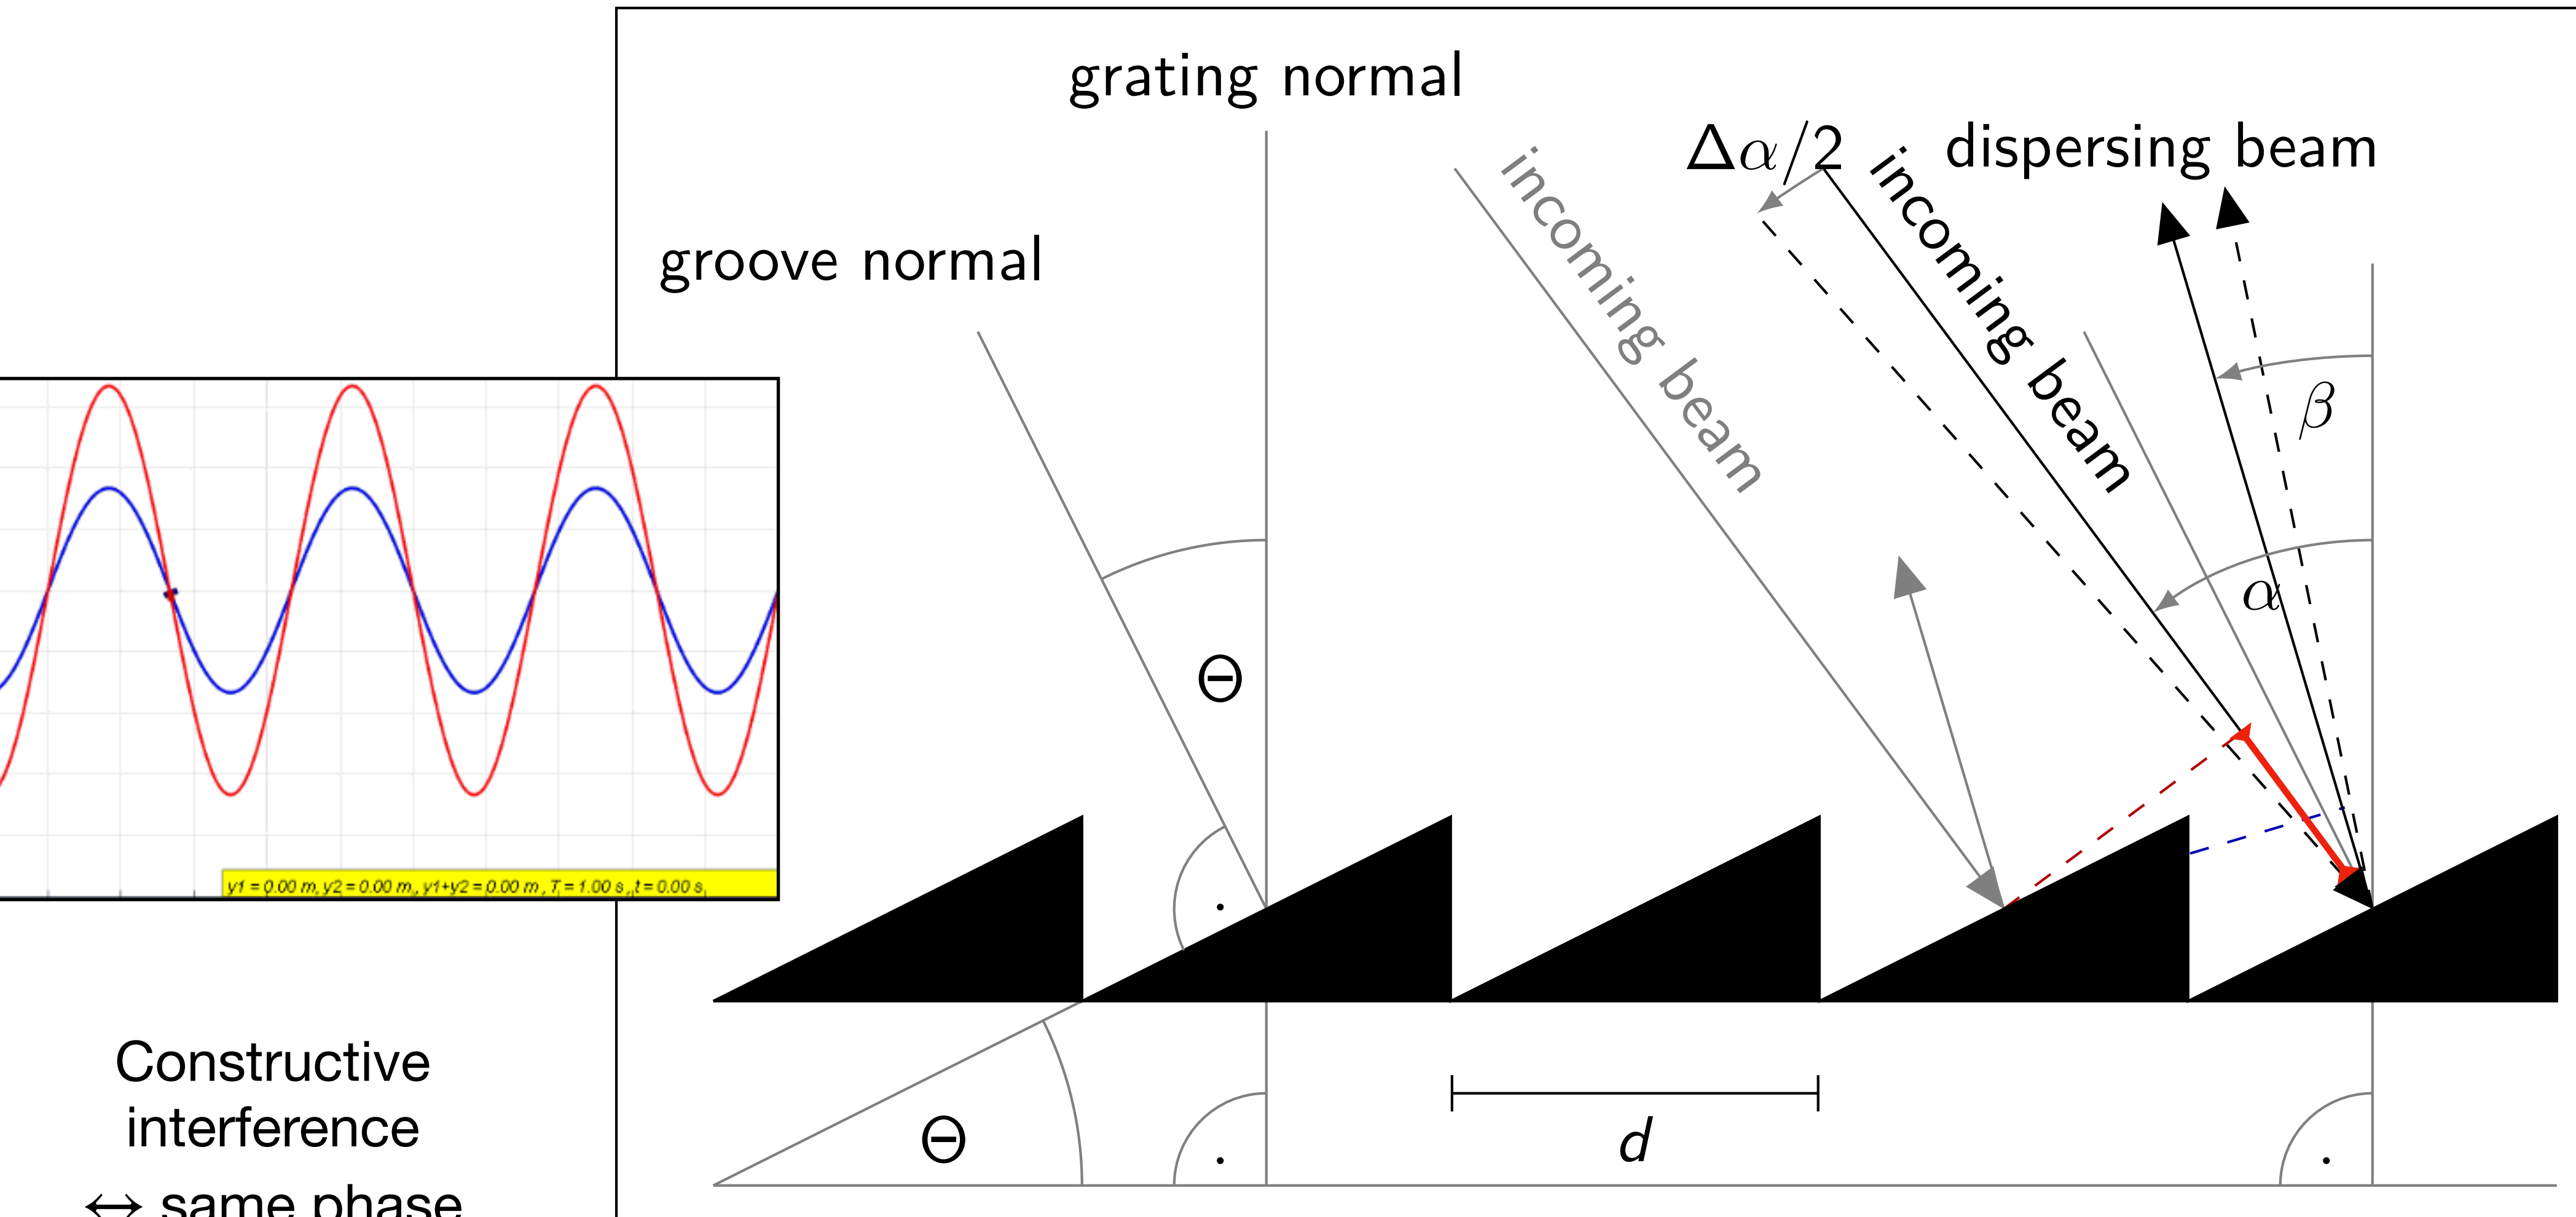 grating normal
Δα/2
incoming beam
dispersing beam
incoming beam
groove normal
β
α
Θ
y1 = 0.00 m, y2 = 0.00 m, y1+y2 = 0.00 m , T = 1.00 s , t = 0.00 s
Constructive
interference
↔ same phase
Θ
d